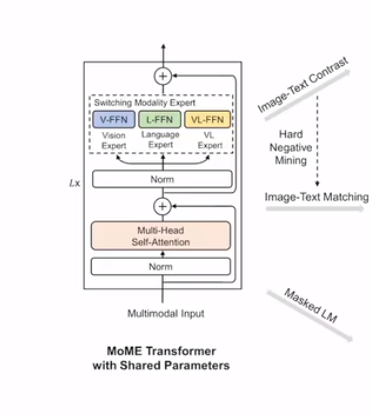 Switching Modality Expert
V-FFN
L-FFN
VL-FFN
Vision
Expert
Language
Expert
VL
Expert
Norm
Lx
Multi-Head
Self-Attention
Norm
Multimodal Input
MoME Transformer
with Shared Parameters
Image-Text Contrast
Hard
Negative
Mining
Image-Text Matching
Masked LM